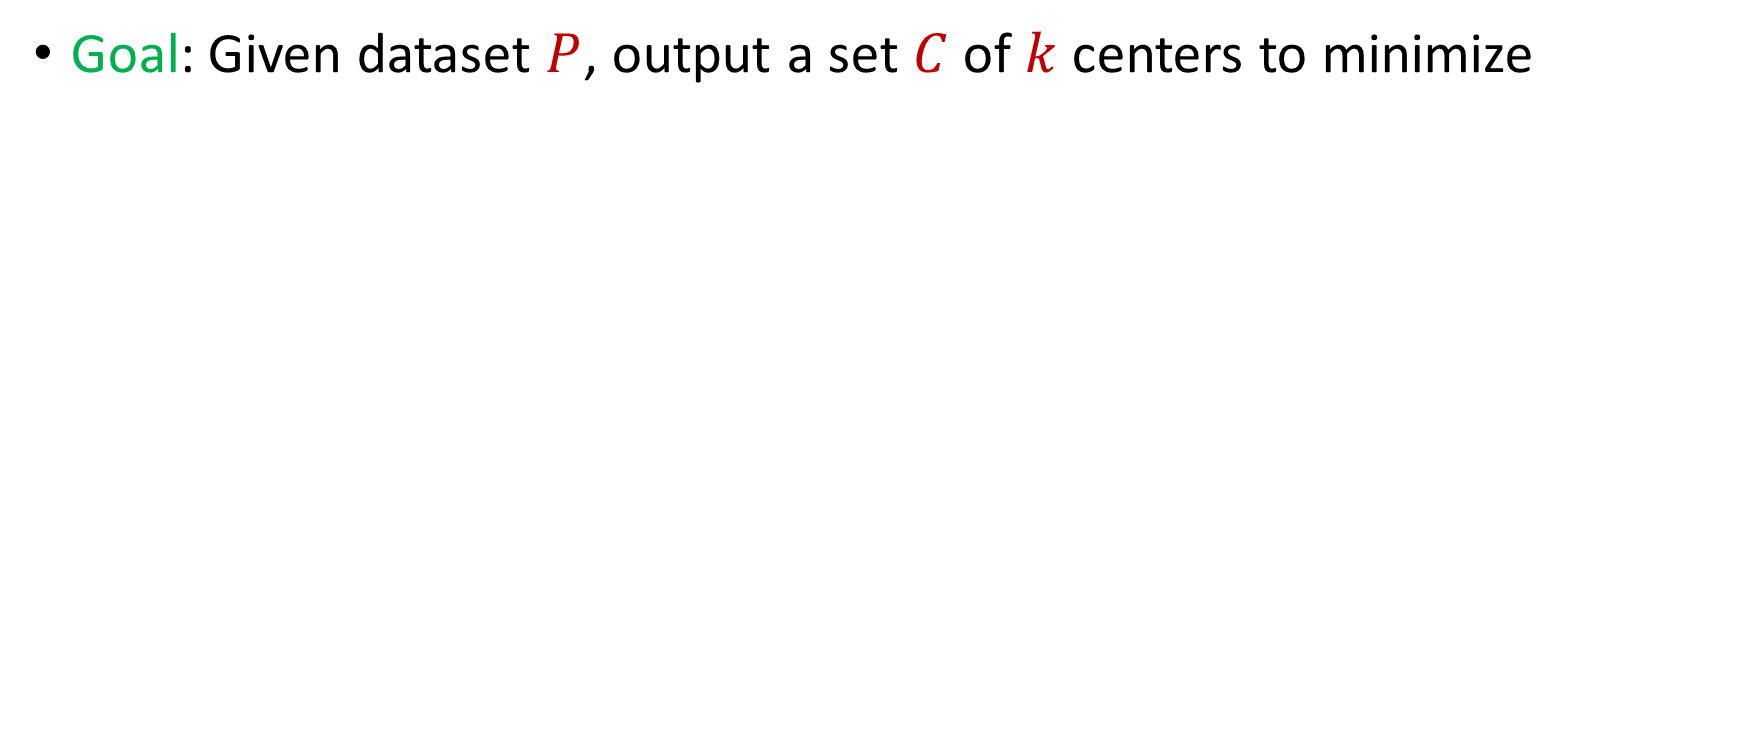 • Goal: Given dataset P, output a set C of k centers to minimize